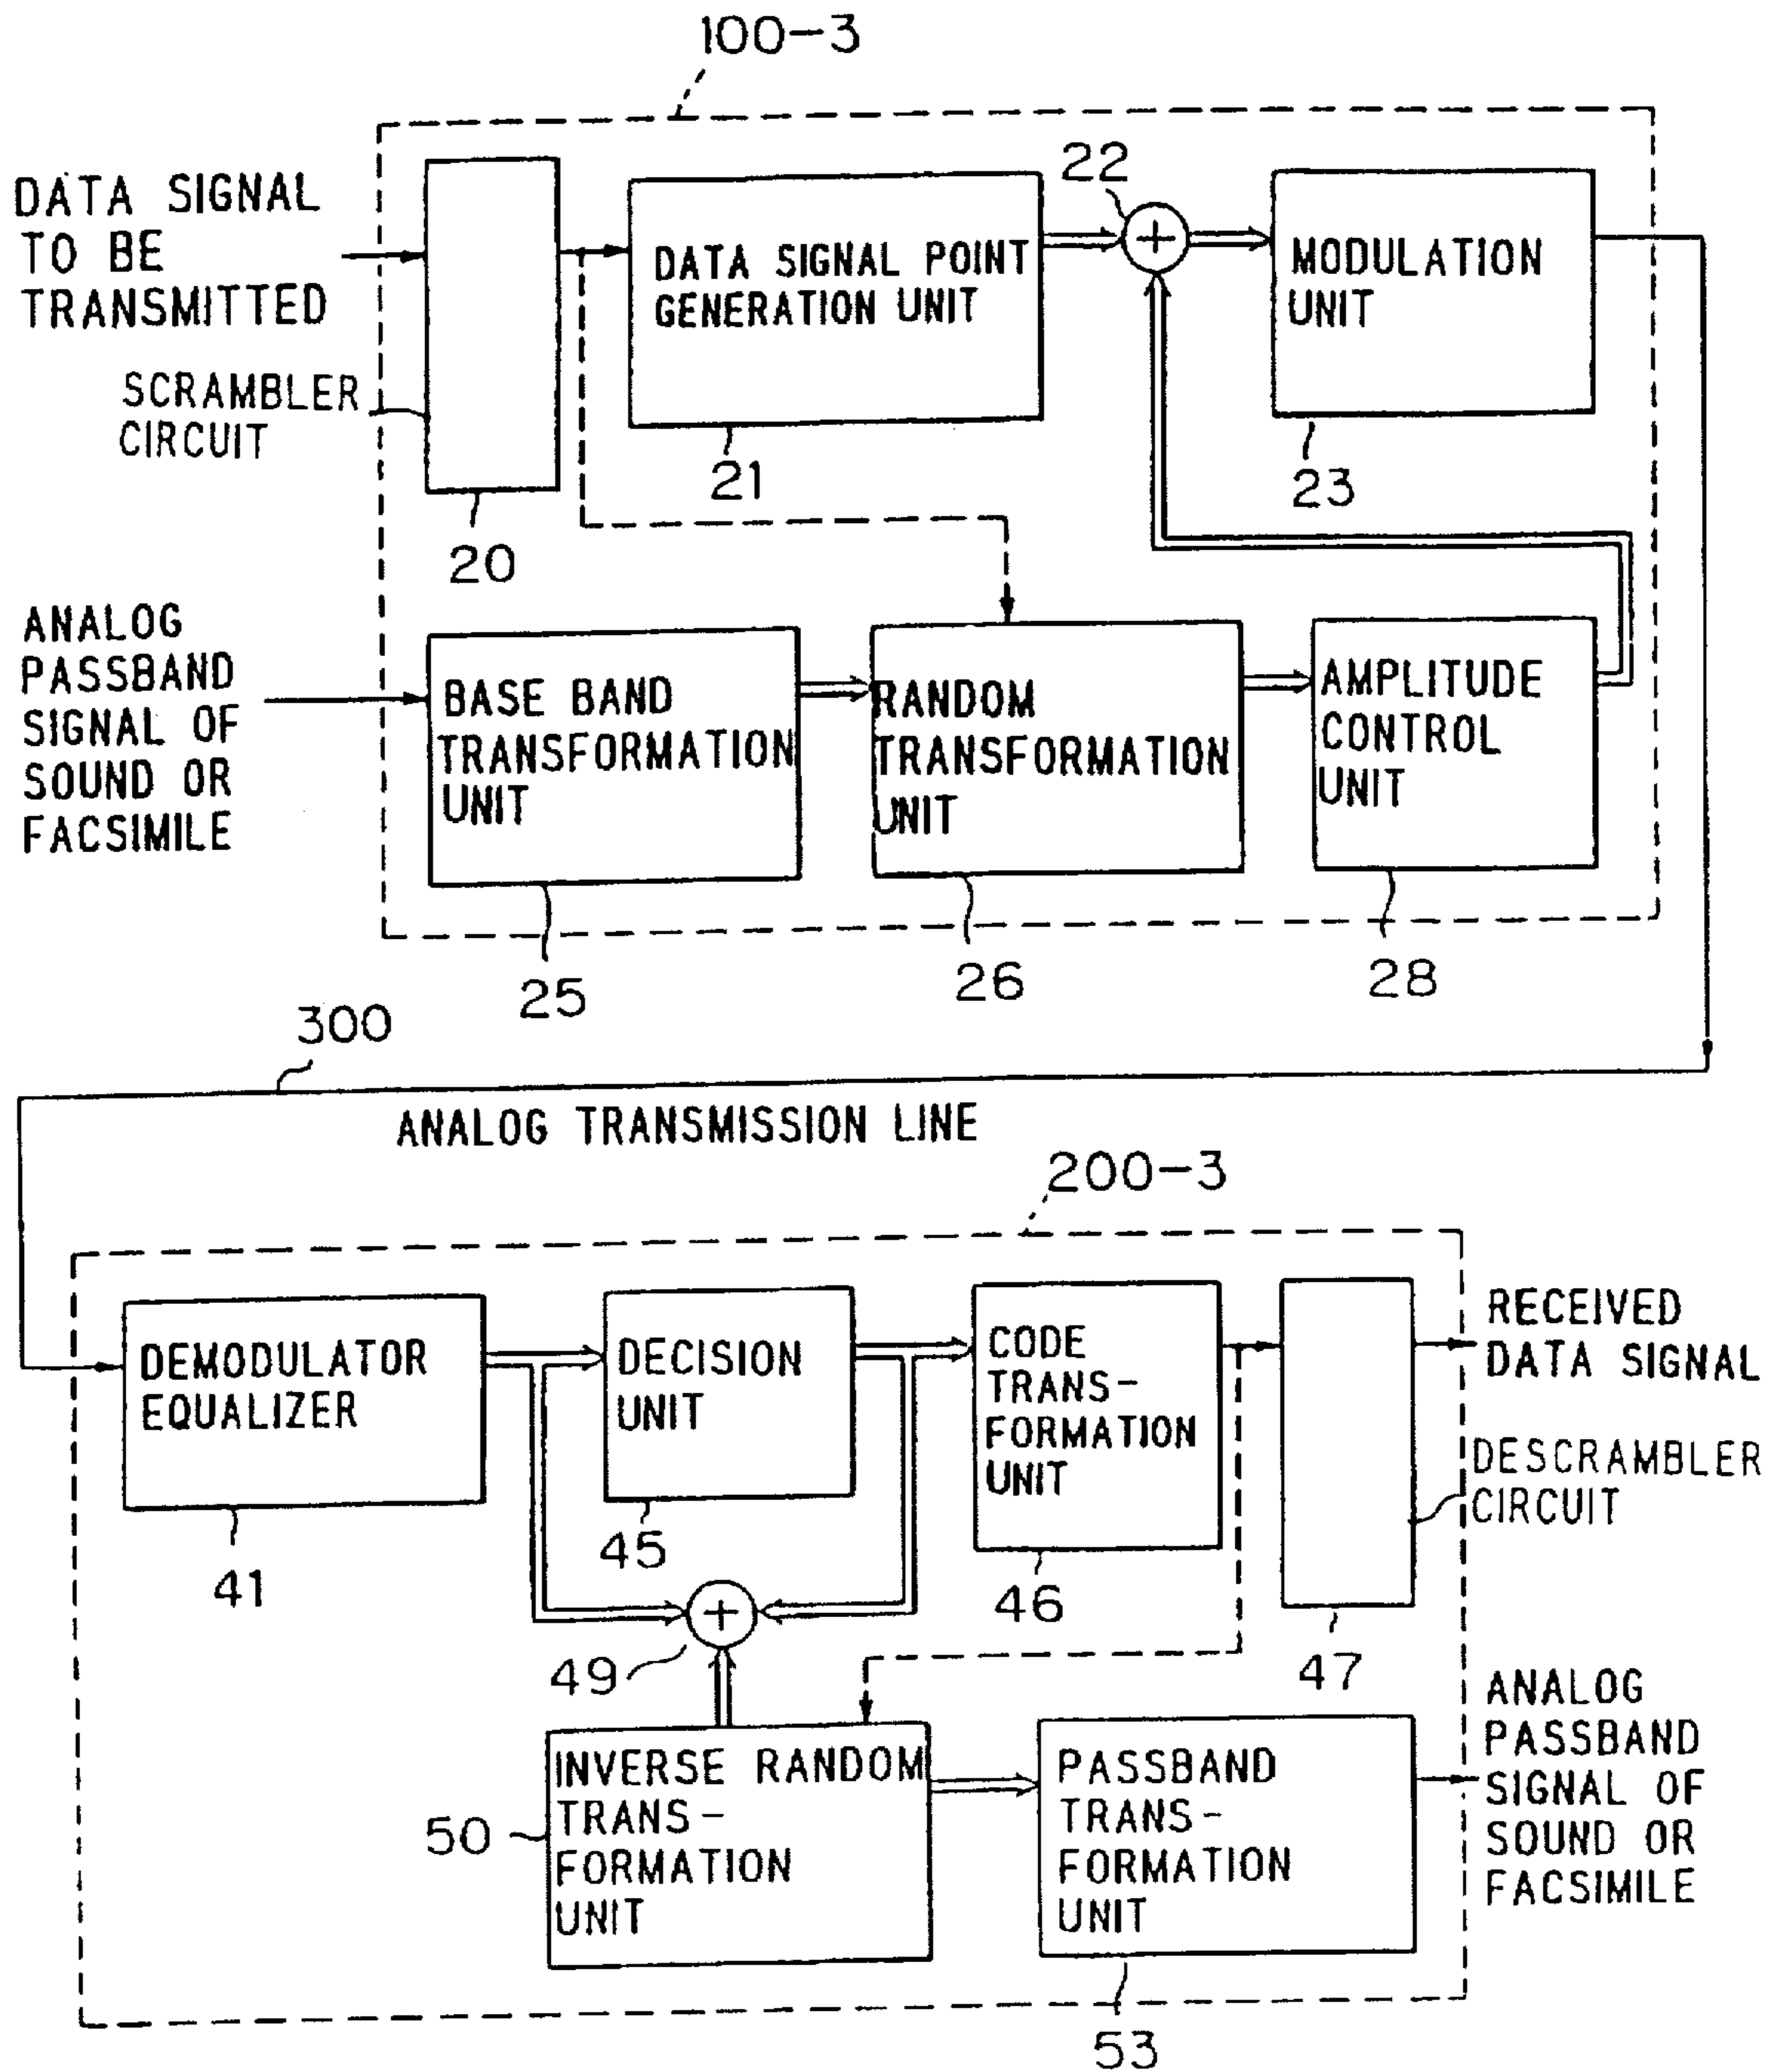 100-3
DATA SIGNAL
TO BE
TRANSMITTED
SCRAMBLER
CIRCUIT
20
DATA SIGNAL POINT
GENERATION UNIT
21
22
MODULATION
UNIT
23
ANALOG
PASSBAND
SIGNAL OF
SOUND OR
FACSIMILE
BASE BAND
TRANSFORMATION
UNIT
25
RANDOM
TRANSFORMATION
UNIT
26
AMPLITUDE
CONTROL
UNIT
28
300
ANALOG TRANSMISSION LINE
200-3
DEMODULATOR
EQUALIZER
41
DECISION
UNIT
45
CODE
TRANS-
FORMATION
UNIT
46
RECEIVED
DATA SIGNAL
DESCRAMBLER
CIRCUIT
47
+
49
INVERSE RANDOM
TRANS-
FORMATION
UNIT
50
PASSBAND
TRANS-
FORMATION
UNIT
53
ANALOG
PASSBAND
SIGNAL OF
SOUND OR
FACSIMILE